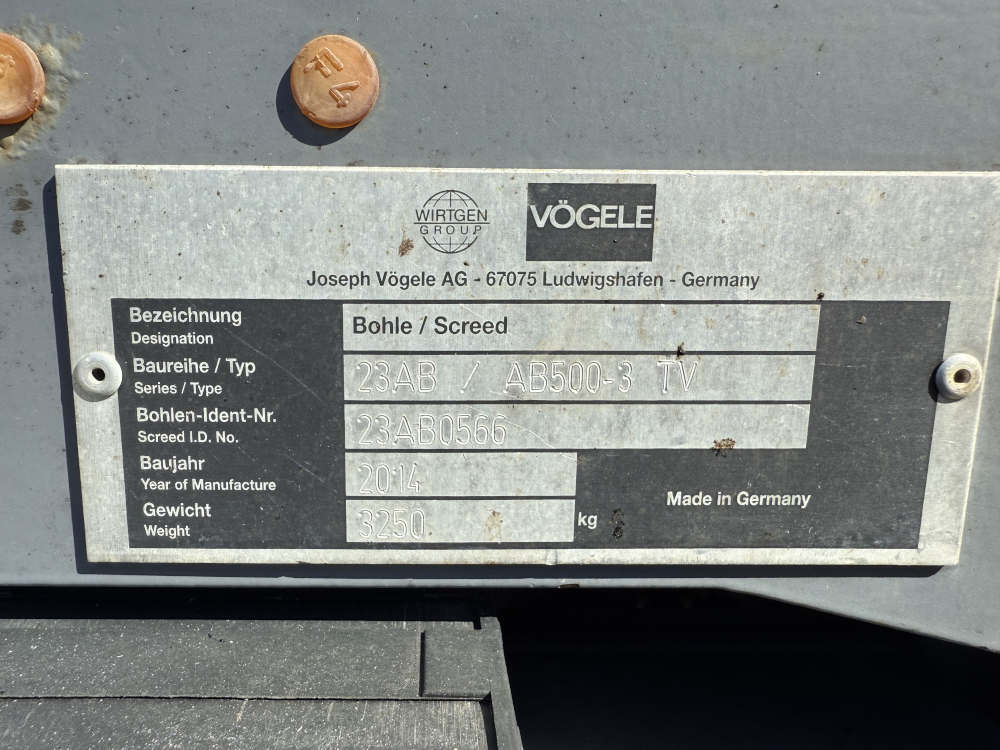 WIRTGEN
GROUP
VÖGELE
Joseph Vögele AG - 67075 Ludwigshafen - Germany
Bezeichnung
Designation
Bohle / Screed
Baureihe / Typ
Series / Type
23AB / AB500-3 TV
Bohlen-Ident-Nr.
Screed I.D. No.
23AB0566
Baujahr
Year of Manufacture
2014
Gewicht
Weight
3250
kg
Made in Germany